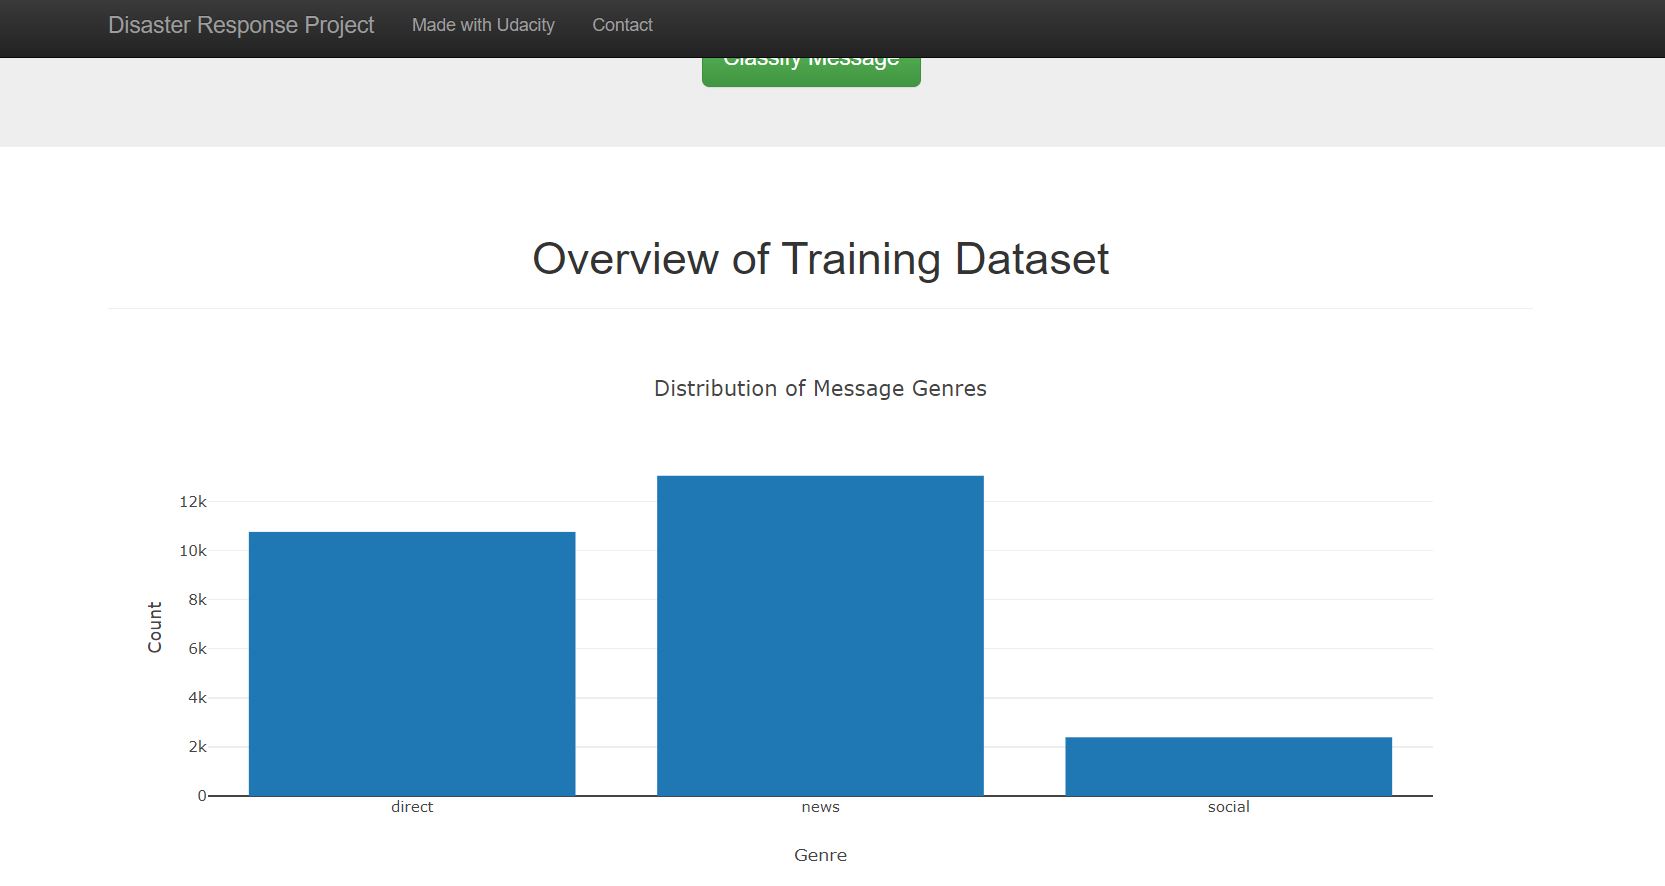 Disaster Response Project Made with Udacity Contact
Classify Message
Overview of Training Dataset
Distribution of Message Genres
12k
10k
8k
6k
4k
2k
0
Count
direct news social
Genre